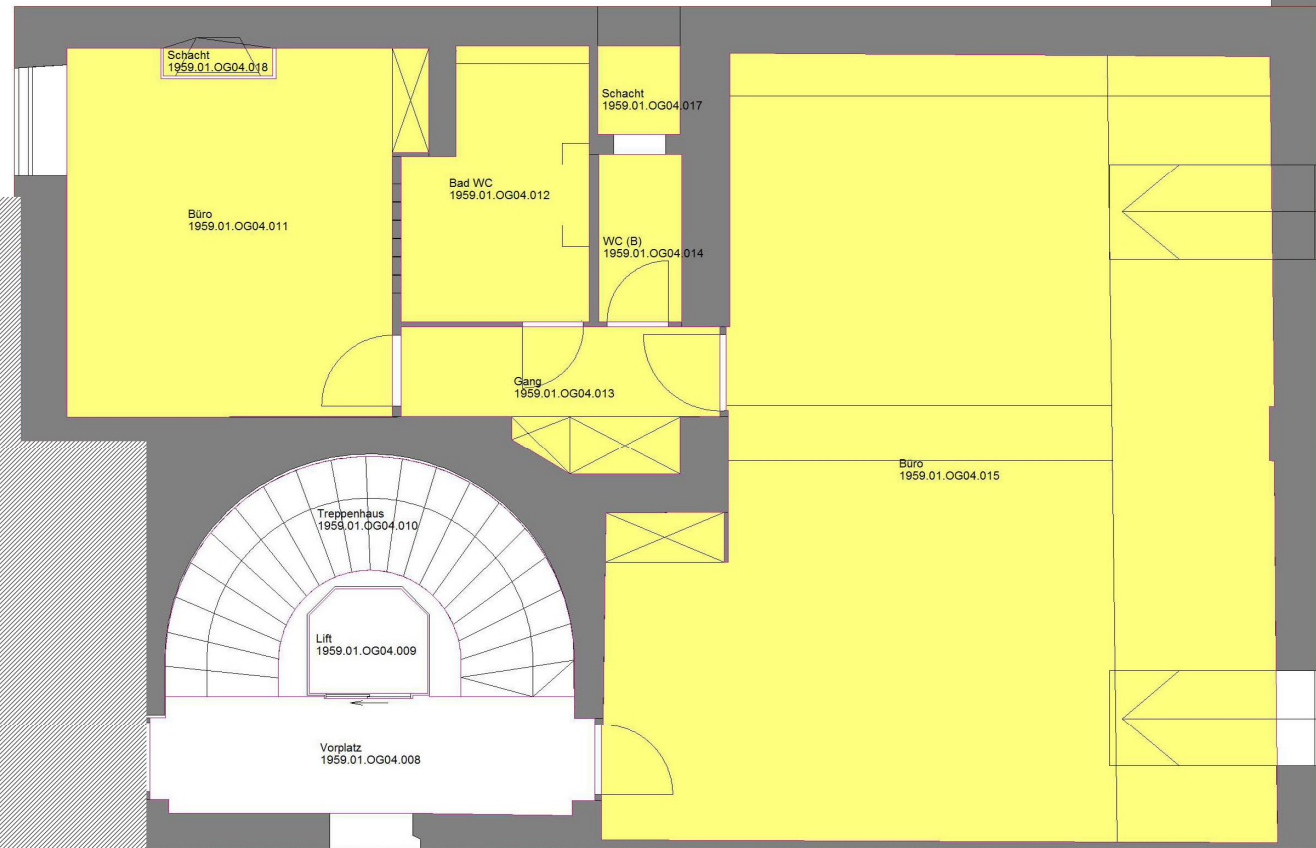 Schacht
1959.01.OG04.018
Schacht
1959.01.OG04.017
Bad WC
1959.01.OG04.012
Büro
1959.01.OG04.011
WC (B)
1959.01.OG04.014
Gang
1959.01.OG04.013
Büro
1959.01.OG04.015
Treppenhaus
1959.01.OG04.010
Lift
1959.01.OG04.009
Vorplatz
1959.01.OG04.008